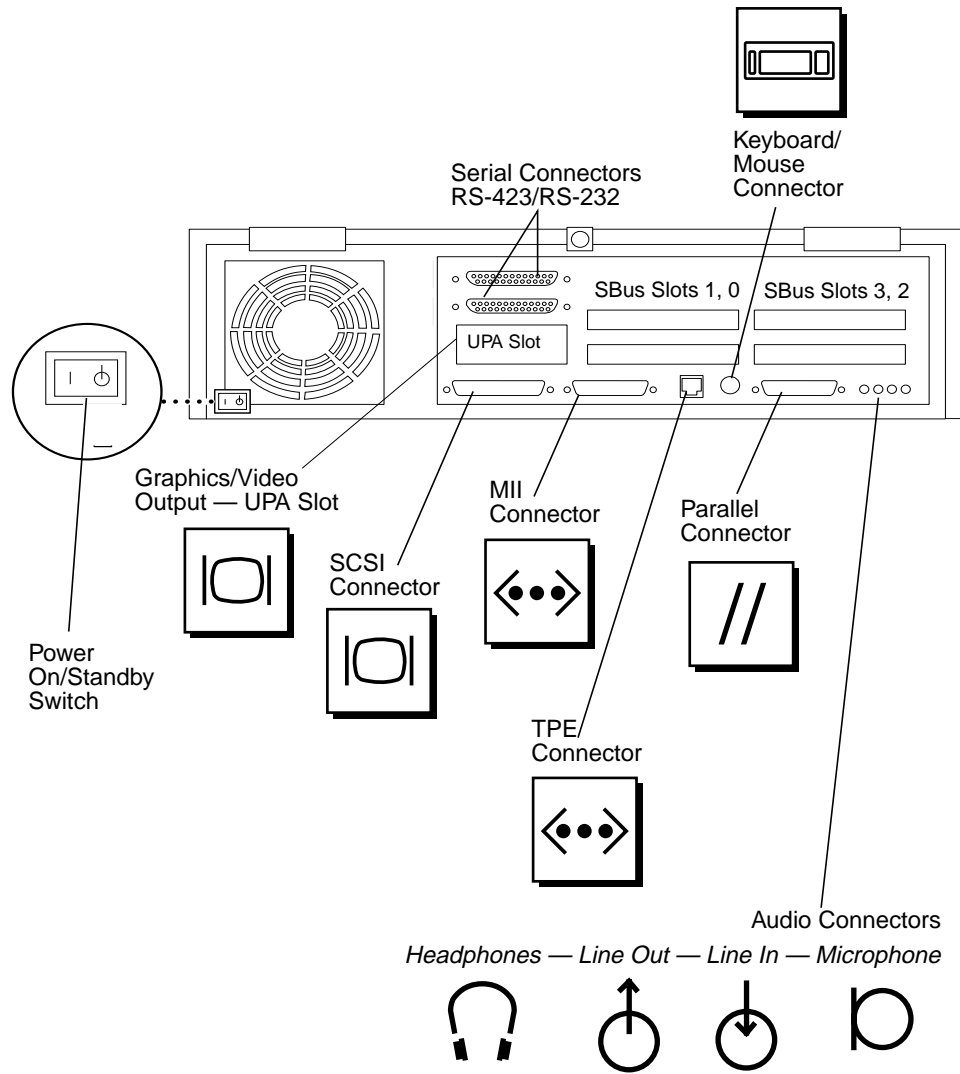 Keyboard/
Mouse
Connector
Serial Connectors
RS-423/RS-232
SBus Slots 1, 0
SBus Slots 3, 2
UPA Slot
Graphics/Video
Output — UPA Slot
SCSI
Connector
MII
Connector
Parallel
Connector
Power
On/Standby
Switch
TPE
Connector
Audio Connectors
Headphones — Line Out — Line In — Microphone